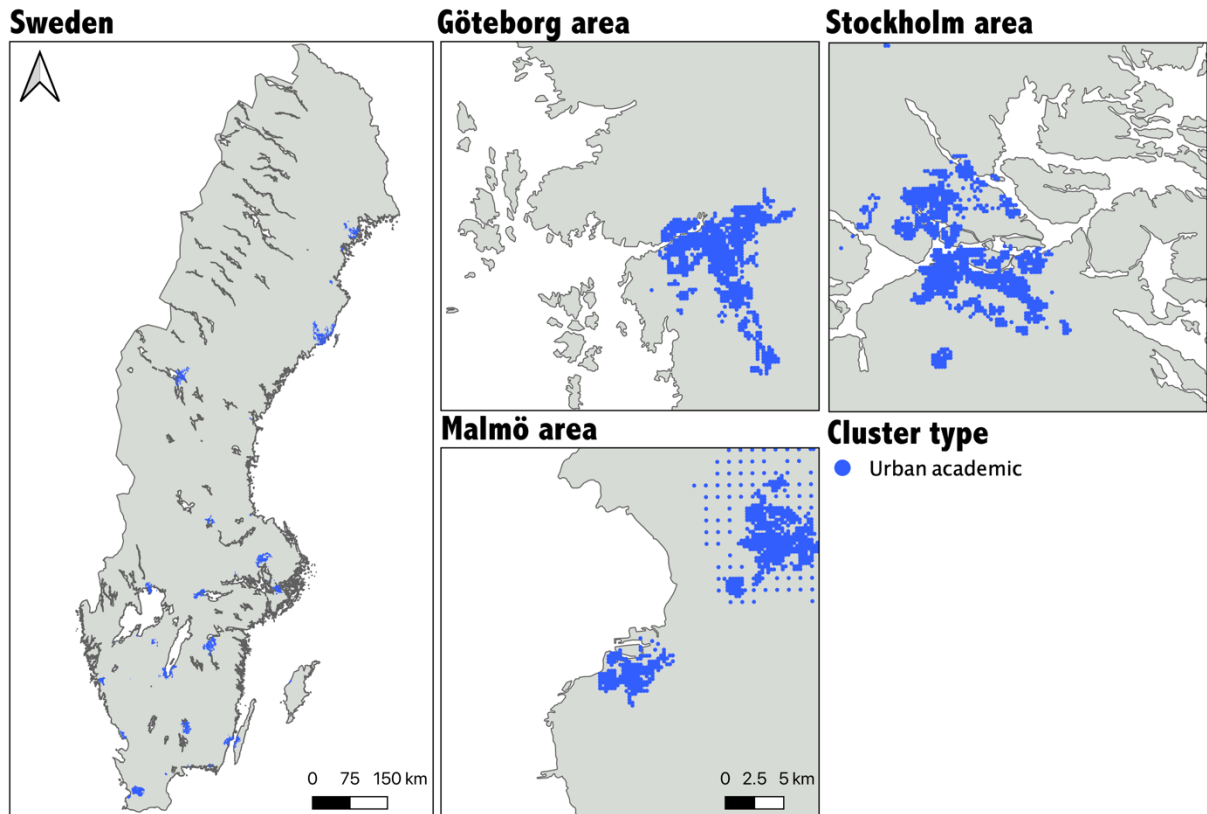 Sweden
Göteborg area
Stockholm area
Malmö area
Cluster type
Urban academic
0 75 150 km
0 2.5 5 km